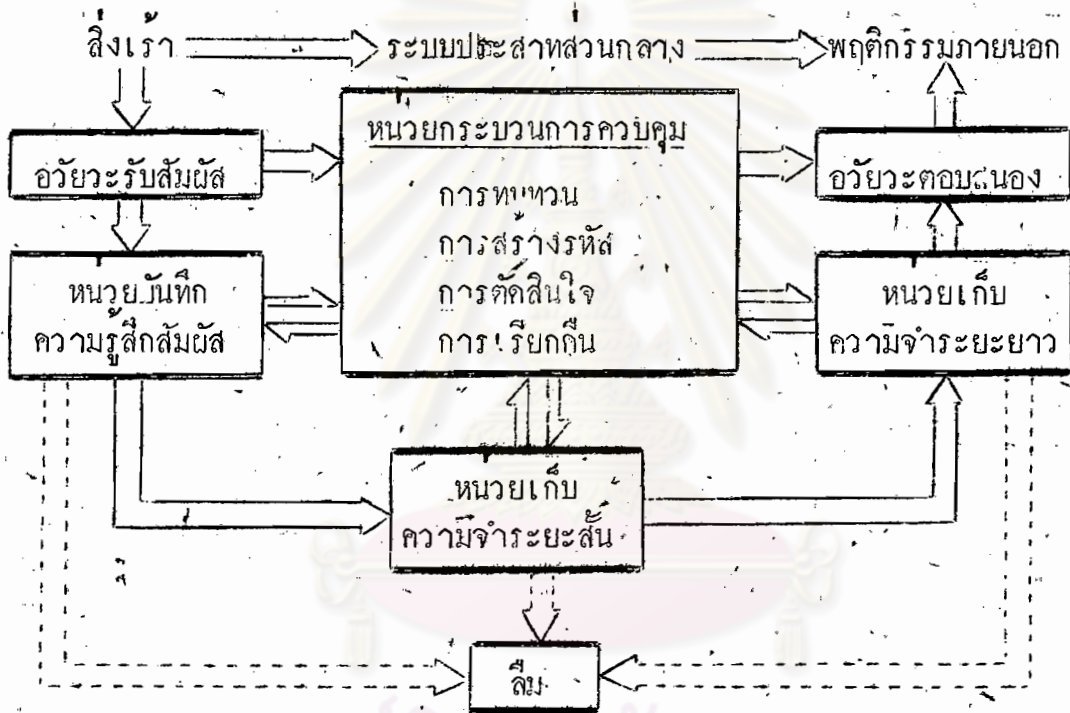 สิ่งเร้า
ระบบประสาทส่วนกลาง
พฤติกรรมภายนอก
อวัยวะรับสัมผัส
หน่วยกระบวนการควบคุม
การทบทวน
การสร้างรหัส
การตัดสินใจ
การเรียกคืน
อวัยวะตอบสนอง
หน่วยบันทึก
ความรู้สึกสัมผัส
หน่วยเก็บ
ความจำระยะยาว
หน่วยเก็บ
ความจำระยะสั้น
ลืม